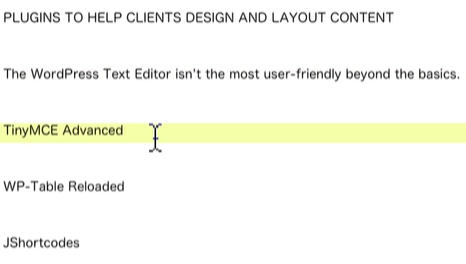 PLUGINS TO HELP CLIENTS DESIGN AND LAYOUT CONTENT
The WordPress Text Editor isn't the most user-friendly beyond the basics.
TinyMCE Advanced
WP-Table Reloaded
JShortcodes